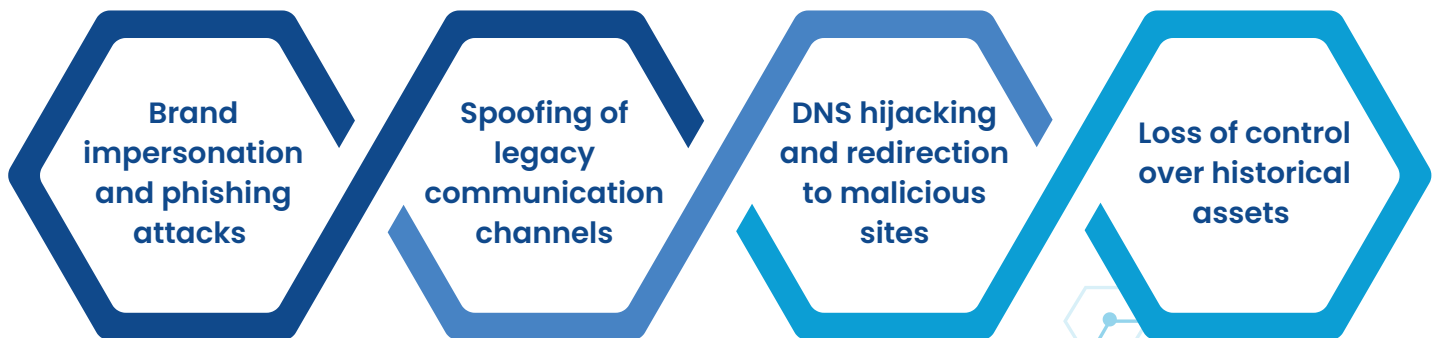 Brand
impersonation
and phishing
attacks
Spoofing of
legacy
communication
channels
DNS hijacking
and redirection
to malicious
sites
Loss of control
over historical
assets